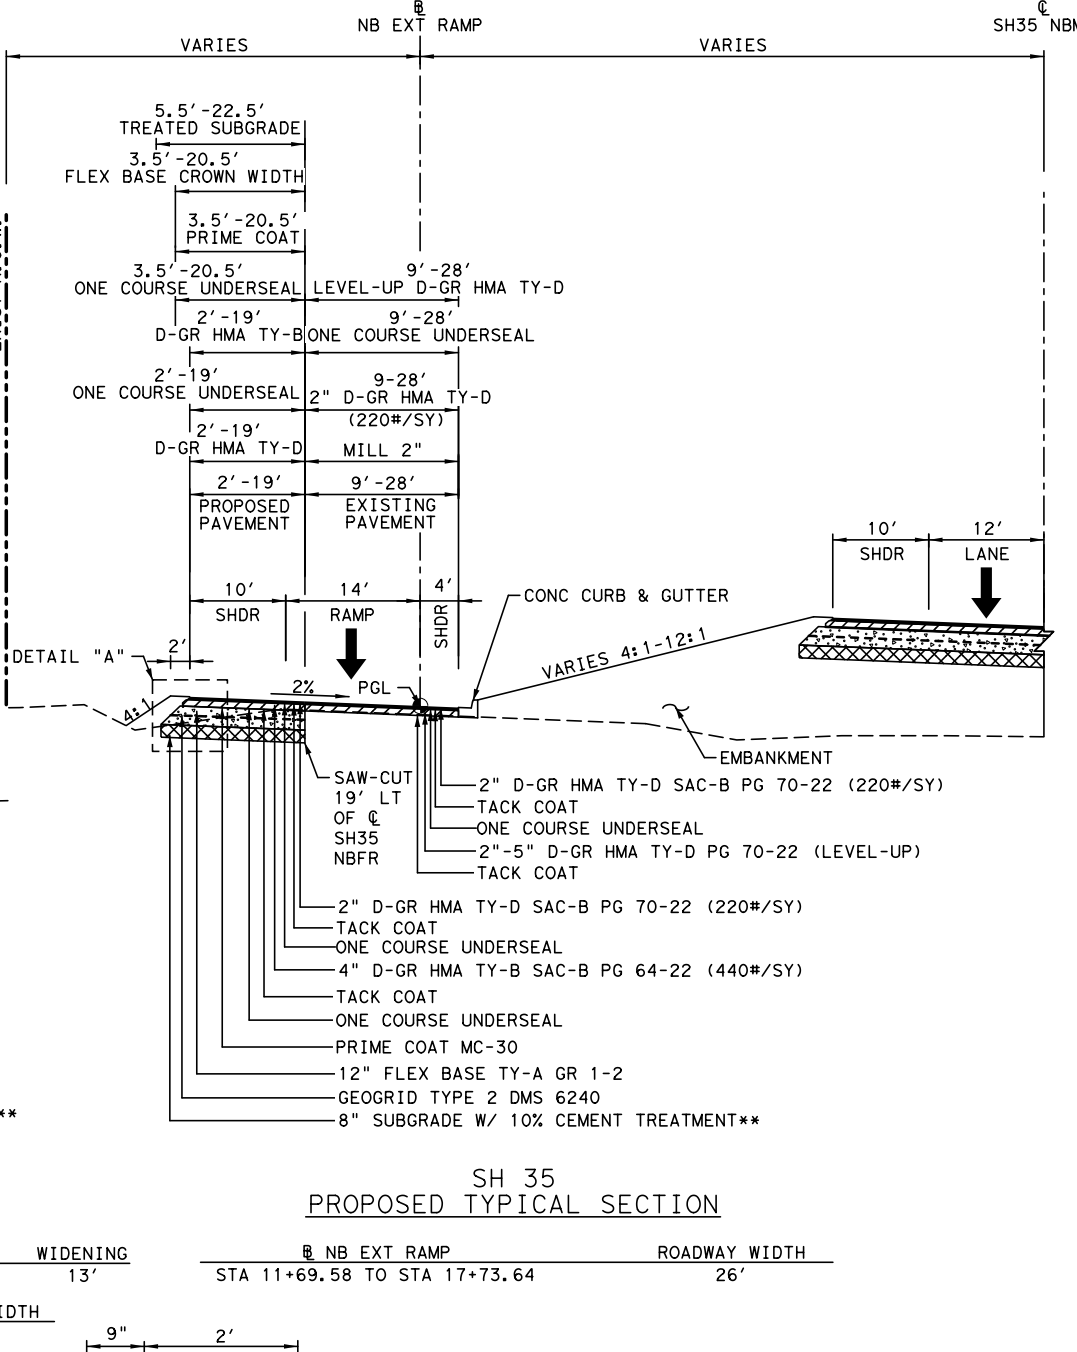 ℄B
NB EXT RAMP
℄
SH35 NBM
VARIES
VARIES
5.5'-22.5'
TREATED SUBGRADE
3.5'-20.5'
FLEX BASE CROWN WIDTH
3.5'-20.5'
PRIME COAT
3.5'-20.5'
ONE COURSE UNDERSEAL
9'-28'
LEVEL-UP D-GR HMA TY-D
2'-19'
D-GR HMA TY-B
9'-28'
ONE COURSE UNDERSEAL
2'-19'
ONE COURSE UNDERSEAL
9-28'
2" D-GR HMA TY-D
(220#/SY)
2'-19'
D-GR HMA TY-D
MILL 2"
2'-19'
PROPOSED
PAVEMENT
9'-28'
EXISTING
PAVEMENT
10'
SHDR
12'
LANE
10'
SHDR
14'
RAMP
4'
SHDR
CONC CURB & GUTTER
VARIES 4:1-12:1
DETAIL "A"
2'
4:1
2%
PGL
EMBANKMENT
SAW-CUT
19' LT
OF ℄
SH35
NBFR
2" D-GR HMA TY-D SAC-B PG 70-22 (220#/SY)
TACK COAT
ONE COURSE UNDERSEAL
2"-5" D-GR HMA TY-D PG 70-22 (LEVEL-UP)
TACK COAT
2" D-GR HMA TY-D SAC-B PG 70-22 (220#/SY)
TACK COAT
ONE COURSE UNDERSEAL
4" D-GR HMA TY-B SAC-B PG 64-22 (440#/SY)
TACK COAT
ONE COURSE UNDERSEAL
PRIME COAT MC-30
12" FLEX BASE TY-A GR 1-2
GEOGRID TYPE 2 DMS 6240
8" SUBGRADE W/ 10% CEMENT TREATMENT**
**
SH 35
PROPOSED TYPICAL SECTION
WIDENING
13'
℄B NB EXT RAMP
ROADWAY WIDTH
STA 11+69.58 TO STA 17+73.64
26'
IDTH
9"
2'